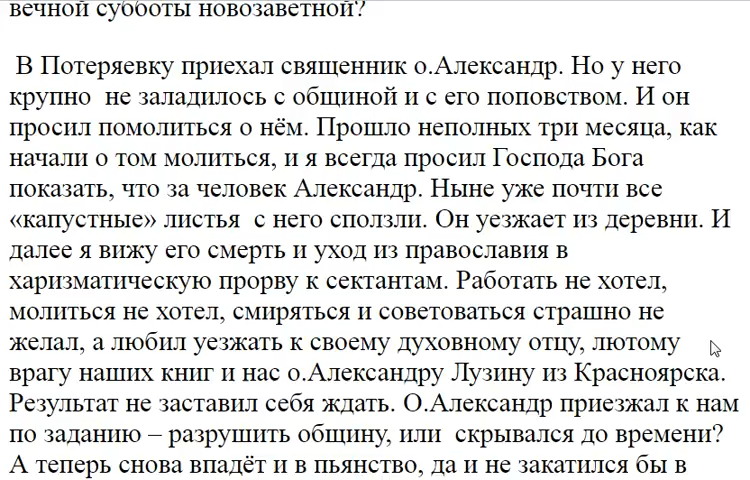 вечной субботы новозаветной?
В Потеряевку приехал священник о.Александр. Но у него
крупно не заладилось с общиной и с его поповством. И он
просил помолиться о нём. Прошло неполных три месяца, как
начали о том молиться, и я всегда просил Господа Бога
показать, что за человек Александр. Ныне уже почти все
«капустные» листья с него сползли. Он уезжает из деревни. И
далее я вижу его смерть и уход из православия в
харизматическую прорву к сектантам. Работать не хотел,
молиться не хотел, смиряться и советоваться страшно не
желал, а любил уезжать к своему духовному отцу, лютому
врагу наших книг и нас о.Александру Лузину из Красноярска.
Результат не заставил себя ждать. О.Александр приезжал к нам
по заданию – разрушить общину, или скрывался до времени?
А теперь снова впадёт и в пьянство, да и не закатился бы в